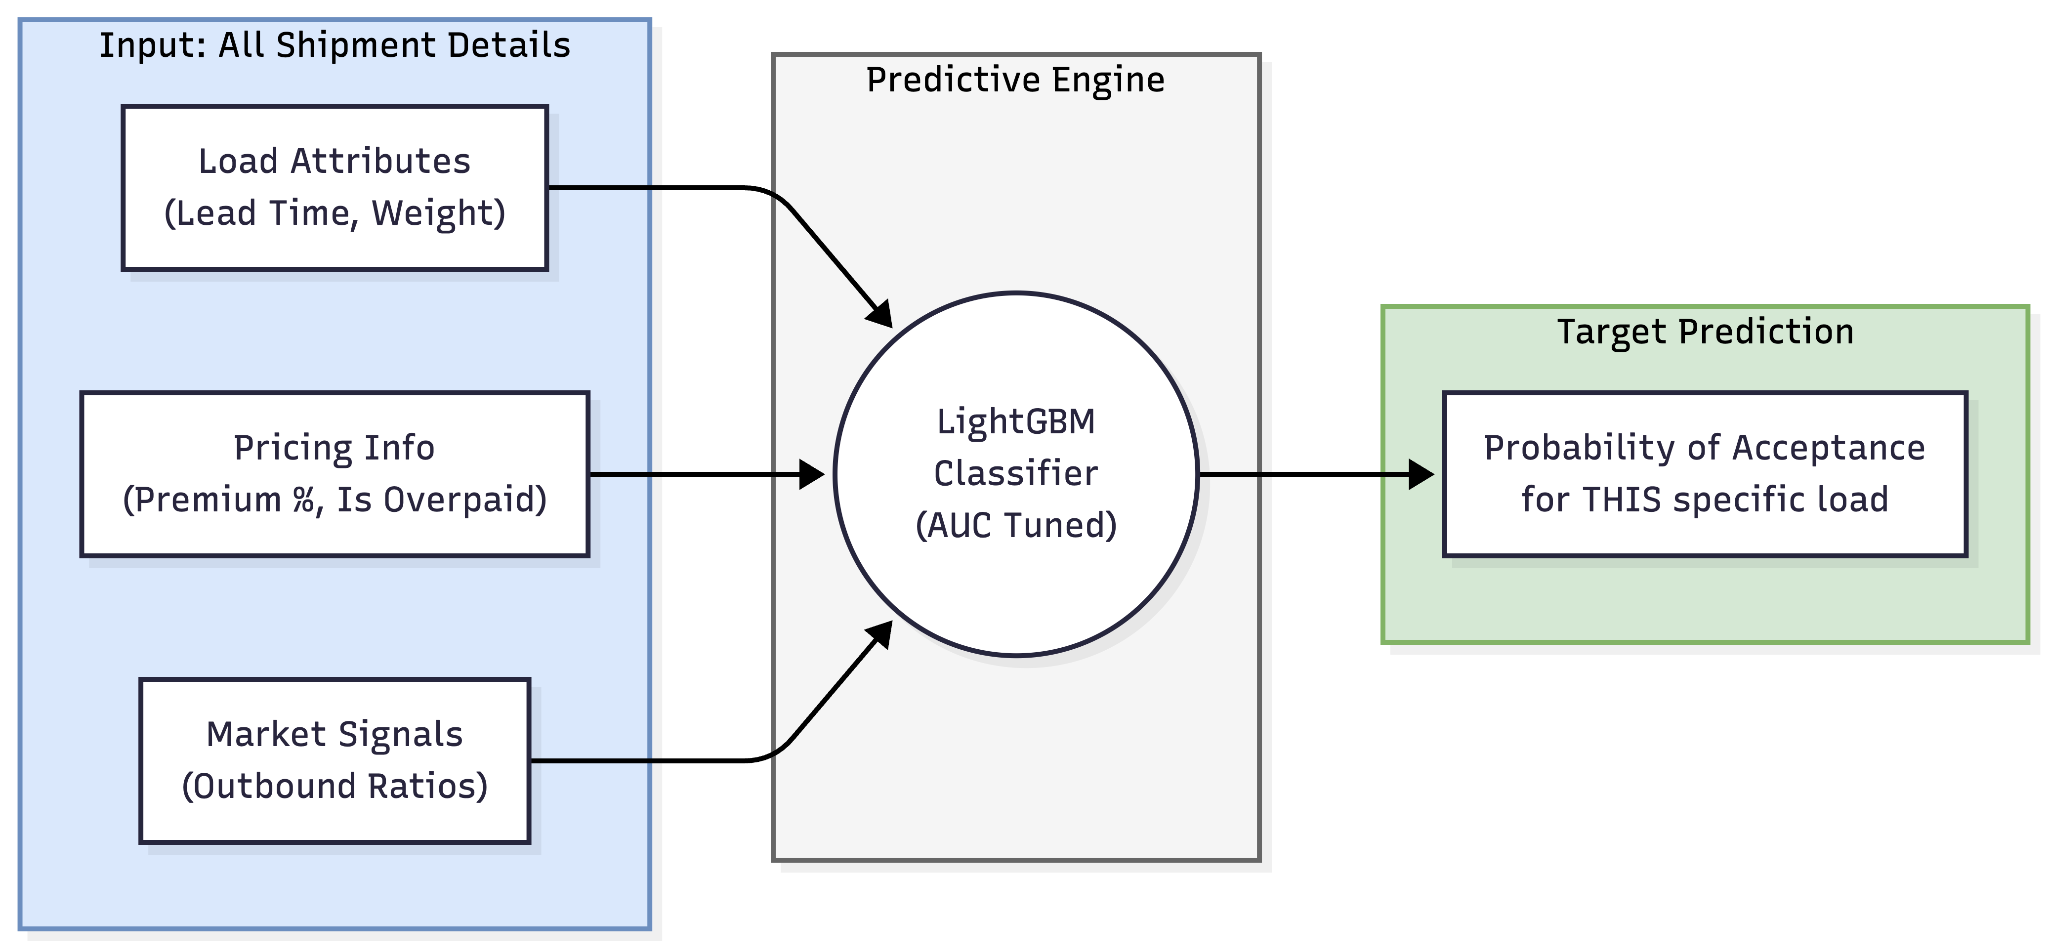 Input: All Shipment Details
Load Attributes
(Lead Time, Weight)
Pricing Info
(Premium %, Is Overpaid)
Market Signals
(Outbound Ratios)
Predictive Engine
LightGBM
Classifier
(AUC Tuned)
Target Prediction
Probability of Acceptance
for THIS specific load